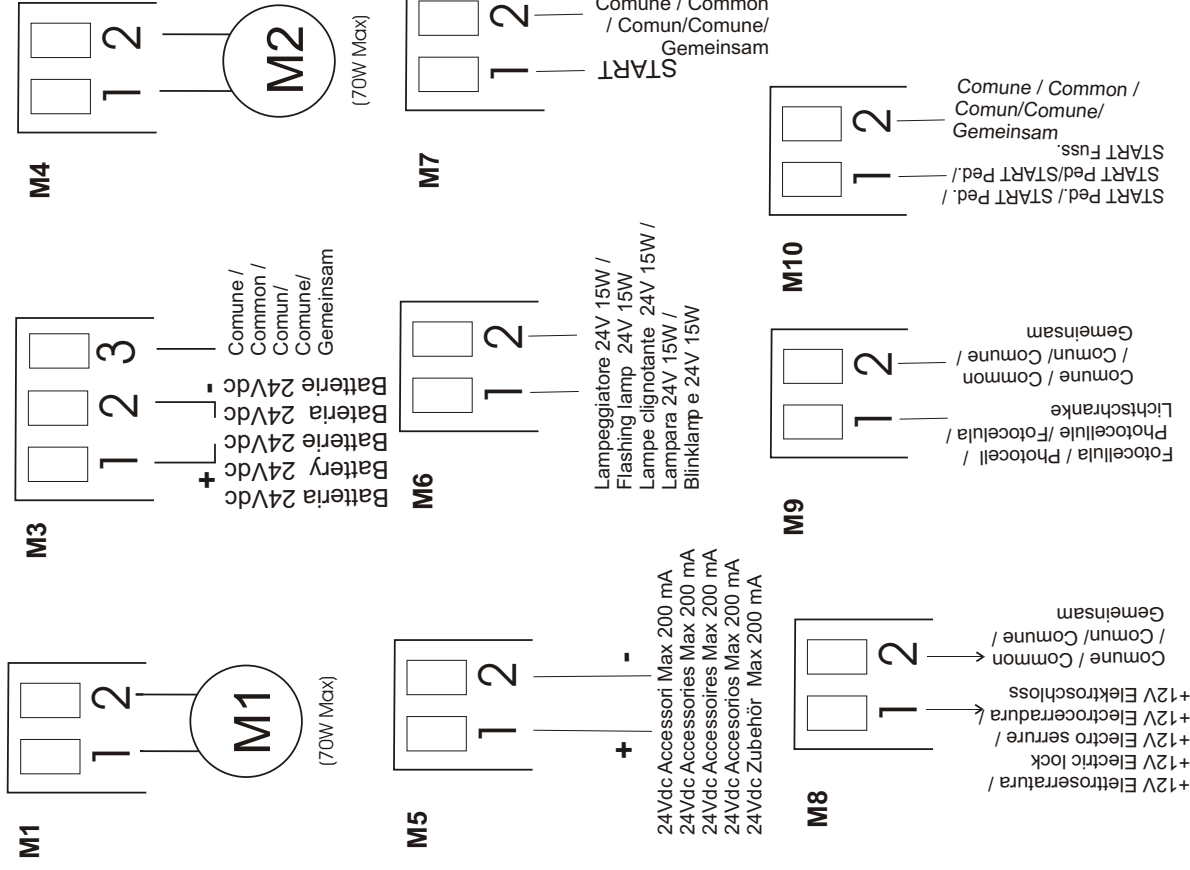 M1
1
2
M1
(70W Max)
M3
1
2
3
+
-
Batteria 24Vdc
Battery 24Vdc
Batterie 24Vdc
Bateria 24Vdc
Batterie 24Vdc
Comune /
Common /
Comun/
Comune/
Gemeinsam
M4
1
2
M2
(70W Max)
M5
1
2
+
-
24Vdc Accessori Max 200 mA
24Vdc Accessories Max 200 mA
24Vdc Accessoires Max 200 mA
24Vdc Accesorios Max 200 mA
24Vdc Zubehör Max 200 mA
M6
1
2
Lampeggiatore 24V 15W /
Flashing lamp 24V 15W
Lampe clignotante 24V 15W /
Lampara 24V 15W /
Blinklamp e 24V 15W
M7
1
2
START
Comune / Common
/ Comun/Comune/
Gemeinsam
M8
1
2
+12V Elettroserratura /
+12V Electric lock
+12V Electro serrure /
+12V Electrocerradura /
+12V Elektroschloss
Comune / Common
/ Comun/ Comune /
Gemeinsam
M9
1
2
Fotocellula / Photocell /
Photocellule /Fotocelula/
Lichtschranke
Comune / Common
/ Comun/ Comune /
Gemeinsam
M10
1
2
START Ped./ START Ped. /
START Ped/START Ped./
START Fuss.
Comune / Common /
Comun/Comune/
Gemeinsam